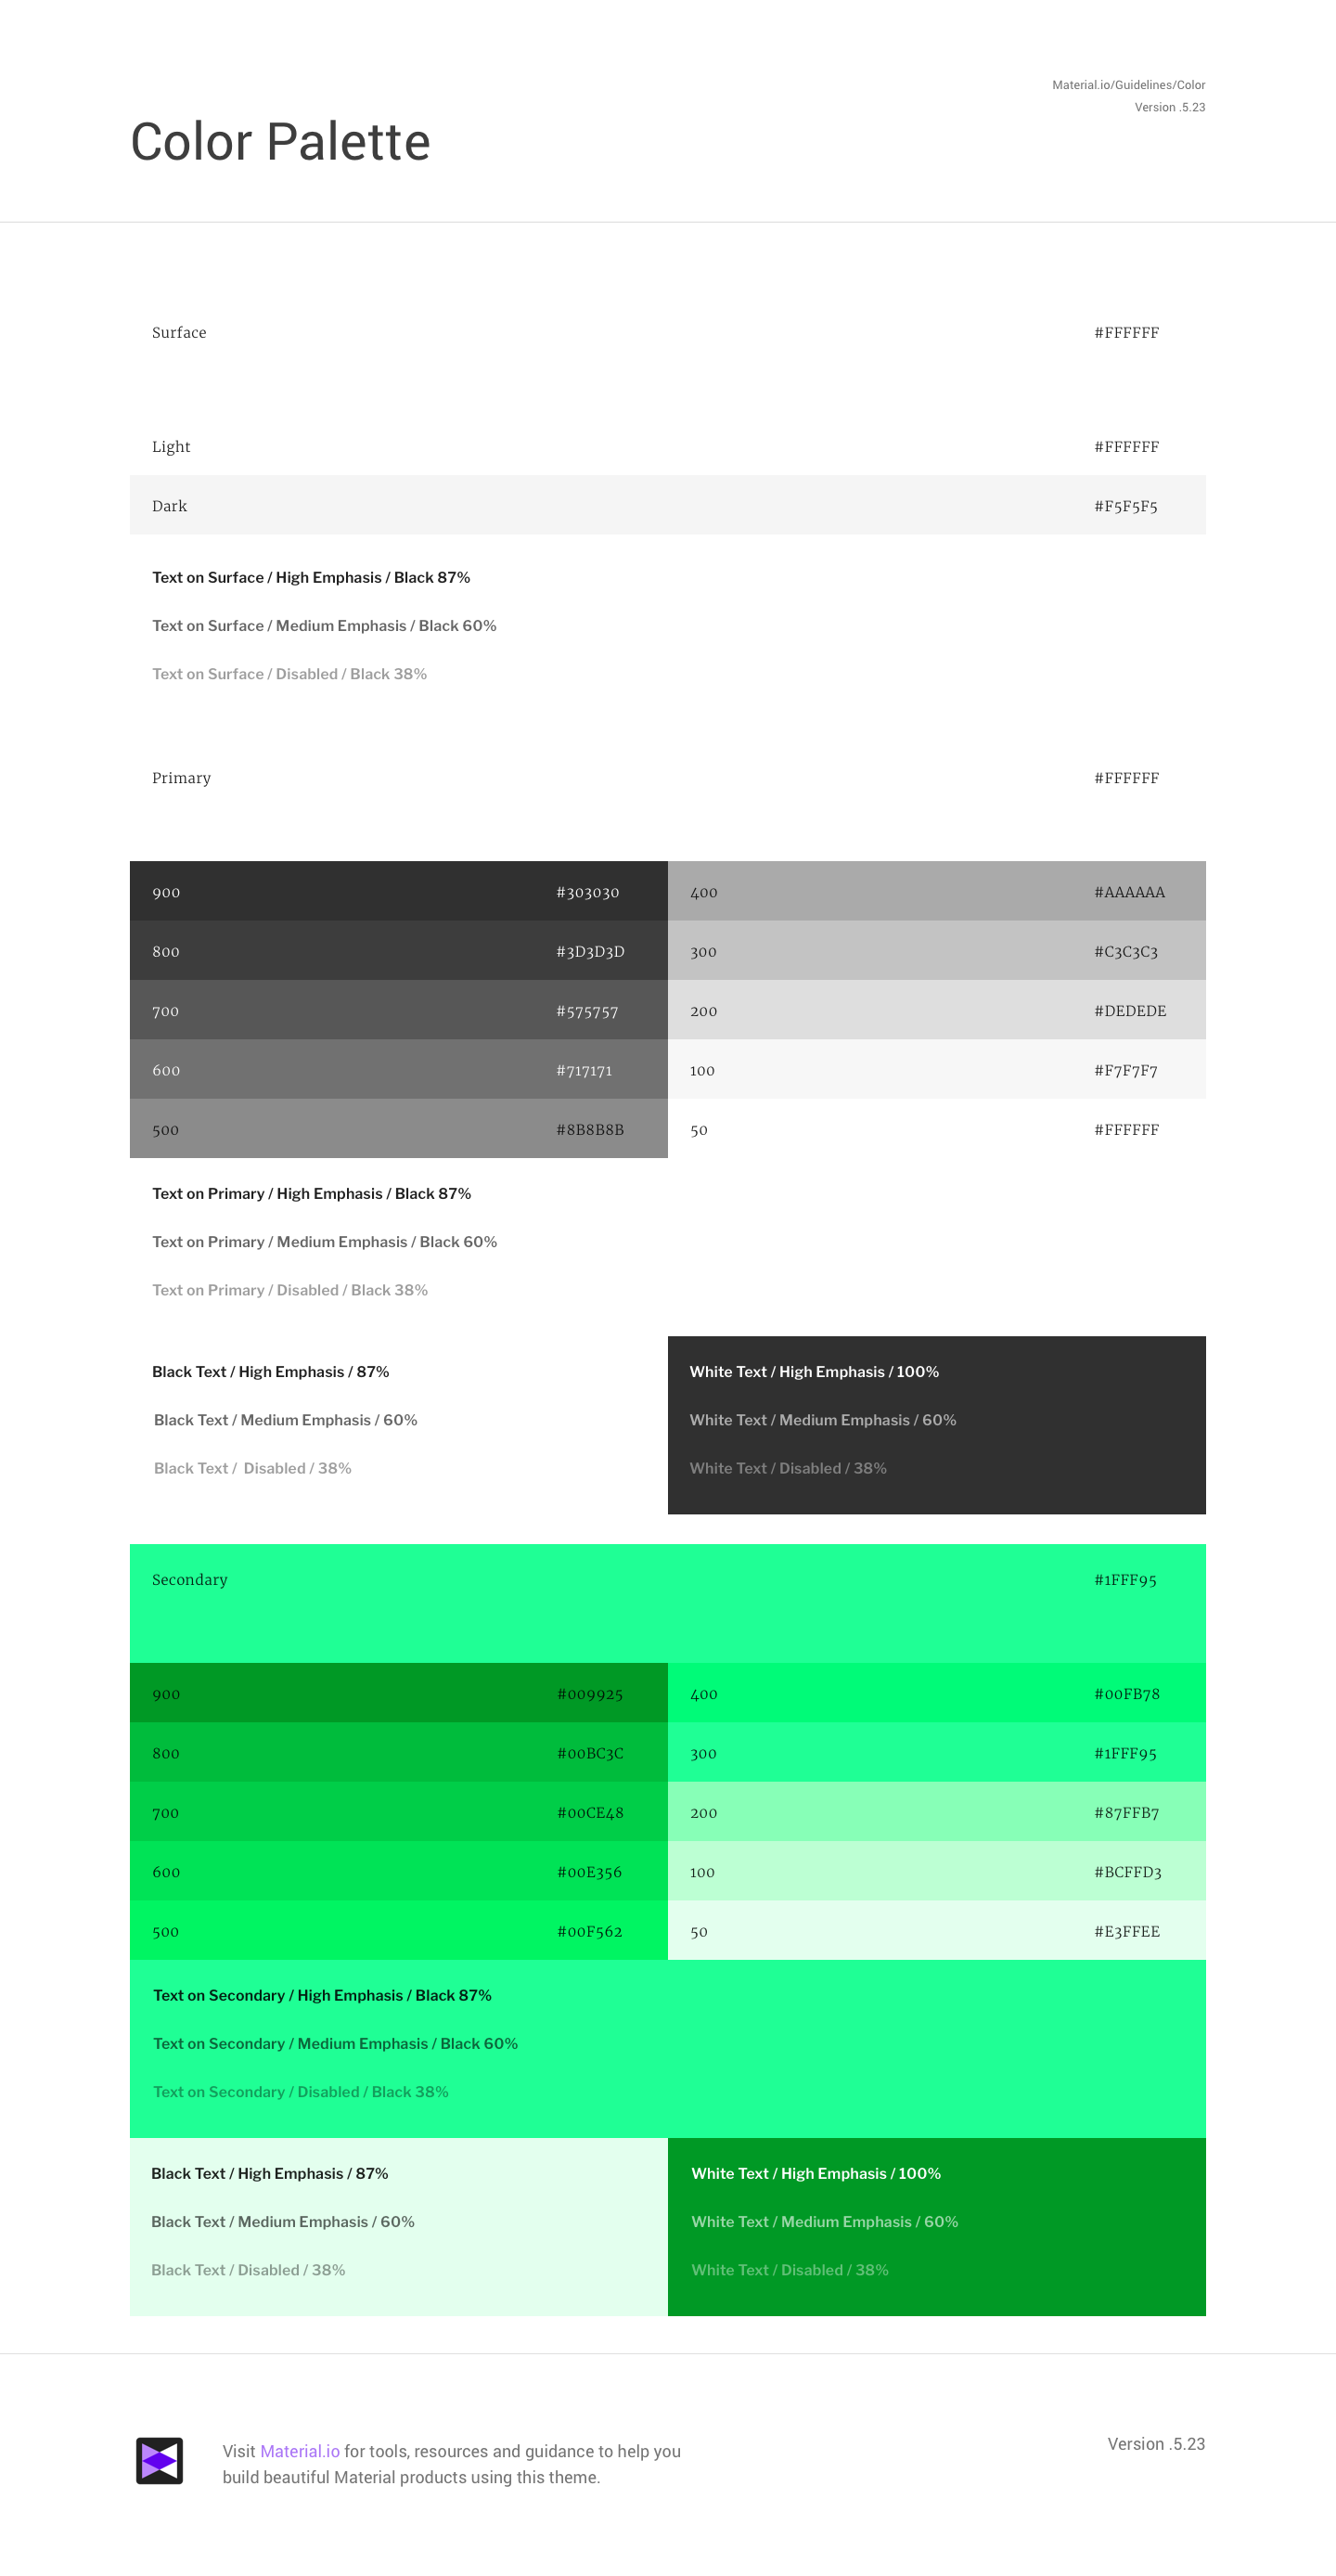 Material.io/Guidelines/Color
Version .5.23
Color Palette
Surface #FFFFFF
Light #FFFFFF
Dark #F5F5F5
Text on Surface / High Emphasis / Black 87%
Text on Surface / Medium Emphasis / Black 60%
Text on Surface / Disabled / Black 38%
Primary #FFFFFF
900 #303030 400 #AAAAAA
800 #3D3D3D 300 #C3C3C3
700 #575757 200 #DEDEDE
600 #717171 100 #F7F7F7
500 #8B8B8B 50 #FFFFFF
Text on Primary / High Emphasis / Black 87%
Text on Primary / Medium Emphasis / Black 60%
Text on Primary / Disabled / Black 38%
Black Text / High Emphasis / 87% White Text / High Emphasis / 100%
Black Text / Medium Emphasis / 60% White Text / Medium Emphasis / 60%
Black Text /  Disabled / 38% White Text / Disabled / 38%
Secondary #1FFF95
900 #009925 400 #00FB78
800 #00BC3C 300 #1FFF95
700 #00CE48 200 #87FFB7
600 #00E356 100 #BCFFD3
500 #00F562 50 #E3FFEE
Text on Secondary / High Emphasis / Black 87%
Text on Secondary / Medium Emphasis / Black 60%
Text on Secondary / Disabled / Black 38%
Black Text / High Emphasis / 87% White Text / High Emphasis / 100%
Black Text / Medium Emphasis / 60% White Text / Medium Emphasis / 60%
Black Text / Disabled / 38% White Text / Disabled / 38%
Visit Material.io for tools, resources and guidance to help you
build beautiful Material products using this theme.
Version .5.23